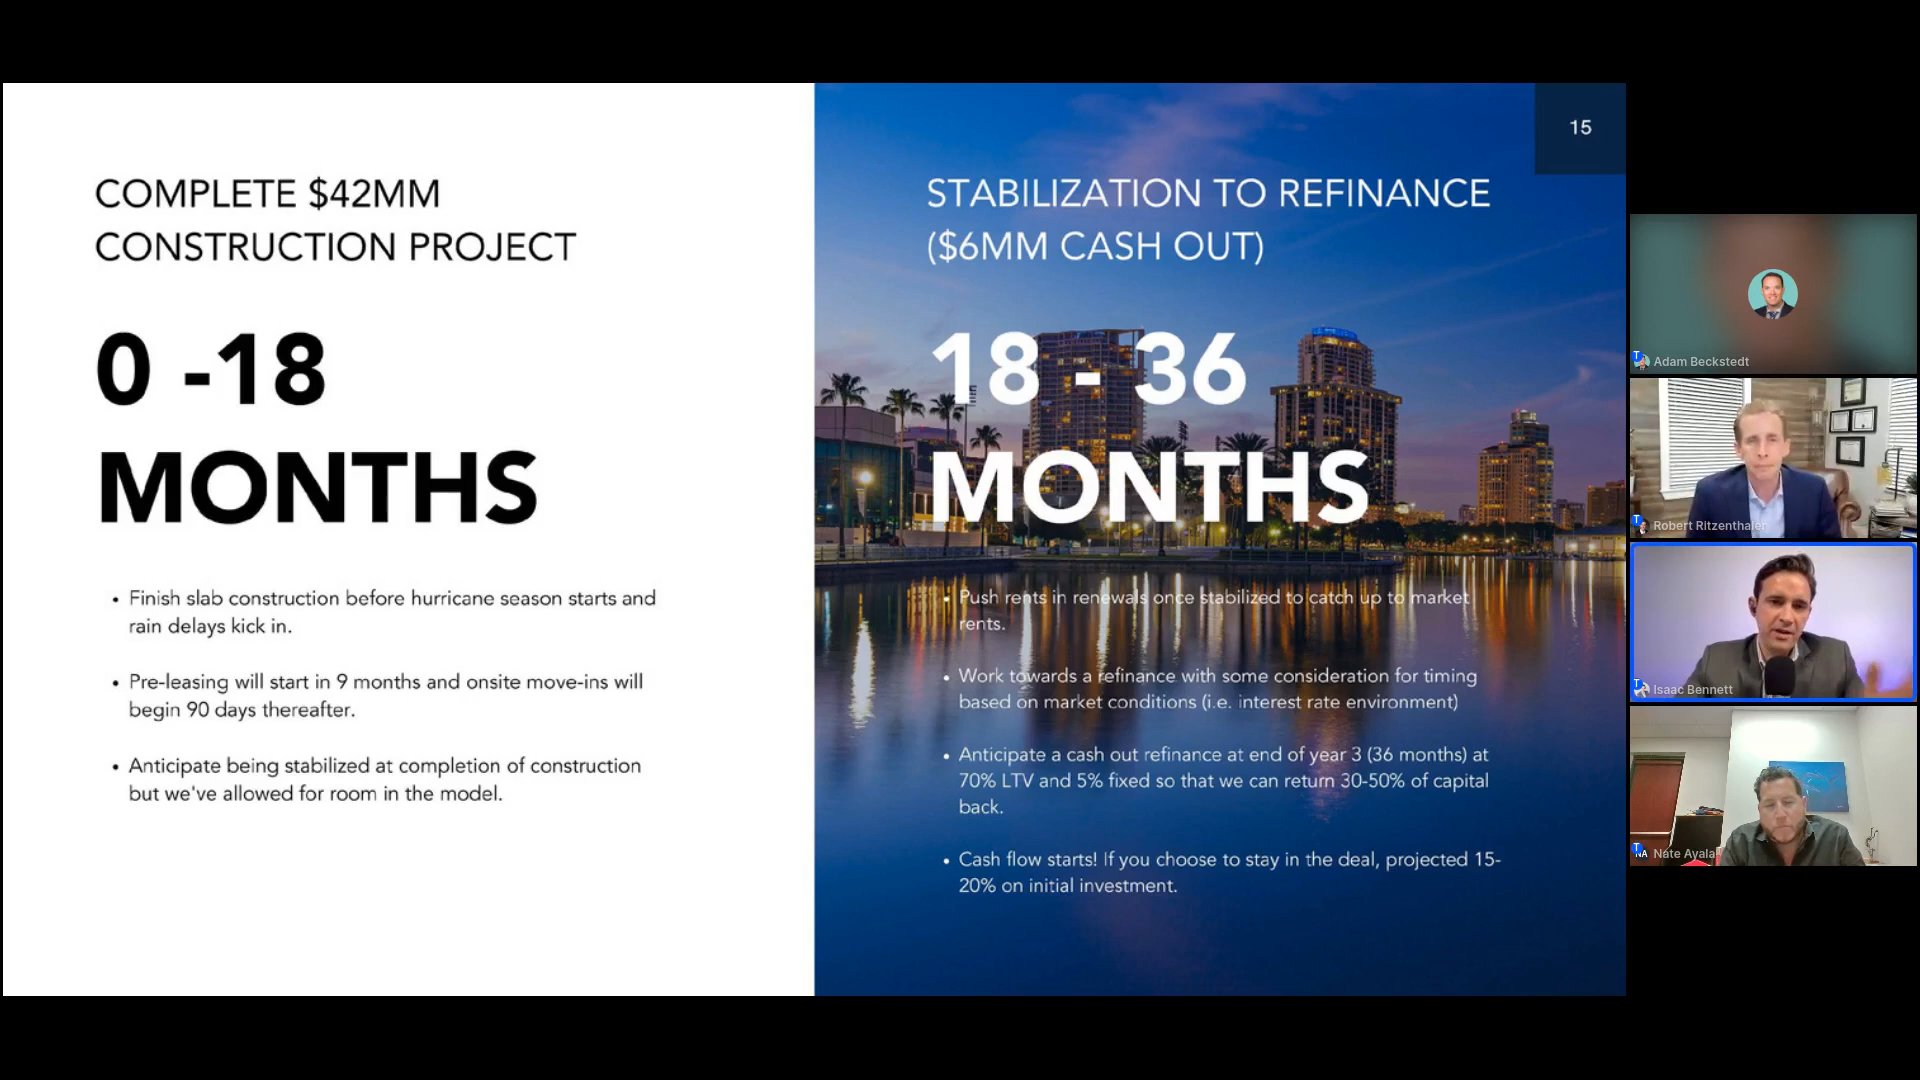 COMPLETE $42MM
CONSTRUCTION PROJECT
0 -18
MONTHS
• Finish slab construction before hurricane season starts and
rain delays kick in.
• Pre-leasing will start in 9 months and onsite move-ins will
begin 90 days thereafter.
• Anticipate being stabilized at completion of construction
but we've allowed for room in the model.
15
STABILIZATION TO REFINANCE
($6MM CASH OUT)
18 - 36
MONTHS
• Push rents in renewals once stabilized to catch up to market
rents.
• Work towards a refinance with some consideration for timing
based on market conditions (i.e. interest rate environment)
• Anticipate a cash out refinance at end of year 3 (36 months) at
70% LTV and 5% fixed so that we can return 30-50% of capital
back.
• Cash flow starts! If you choose to stay in the deal, projected 15-
20% on initial investment.
T Adam Beckstedt
T Robert Ritzenthaler
T Isaac Bennett
T NA Nate Ayala